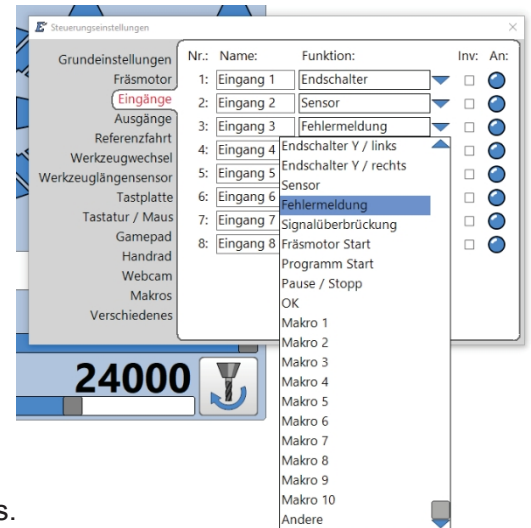 Steuerungseinstellungen
Grundeinstellungen
Fräsmotor
Eingänge
Ausgänge
Referenzfahrt
Werkzeugwechsel
Werkzeuglängensensor
Tastplatte
Tastatur / Maus
Gamepad
Handrad
Webcam
Makros
Verschiedenes
Nr.: Name: Funktion: Inv: An:
1: Eingang 1 Endschalter
2: Eingang 2 Sensor
3: Eingang 3 Fehlermeldung
4: Eingang 4
5: Eingang 5
6: Eingang 6
7: Eingang 7
8: Eingang 8
Endschalter Y / links
Endschalter Y / rechts
Sensor
Fehlermeldung
Signalüberbrückung
Fräsmotor Start
Programm Start
Pause / Stopp
OK
Makro 1
Makro 2
Makro 3
Makro 4
Makro 5
Makro 6
Makro 7
Makro 8
Makro 9
Makro 10
Andere
24000
s.